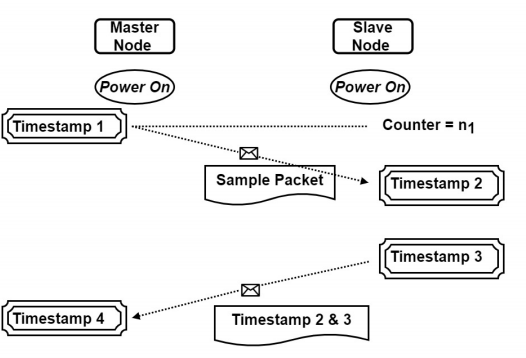 Master
Node
Slave
Node
Power On
Power On
Timestamp 1
Counter = n1
Sample Packet
Timestamp 2
Timestamp 3
Timestamp 4
Timestamp 2 & 3